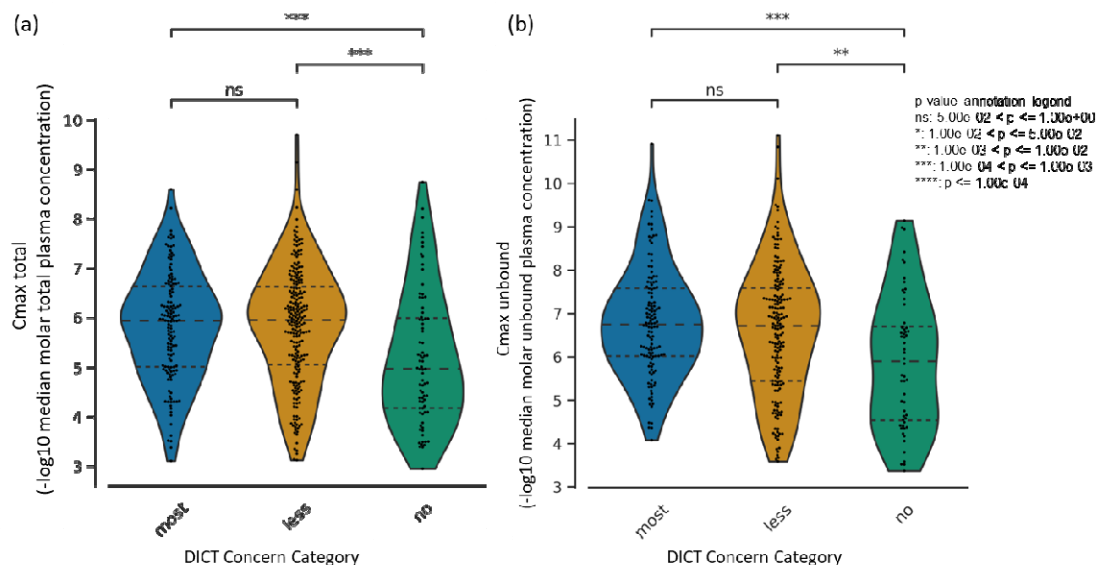 (a)
***
***
ns
10
9
8
7
6
5
4
3
Cmax total
(-log10 median molar total plasma concentration)
most
less
no
DICT Concern Category
(b)
***
**
ns
11
10
9
8
7
6
5
4
3
Cmax unbound
(-log10 median molar unbound plasma concentration)
most
less
no
DICT Concern Category
p value annotation legend
ns: 5.00e 02 < p <= 1.00e+00
*: 1.00e 02 < p <= 5.00e 02
**: 1.00e 03 < p <= 1.00e 02
***: 1.00e 04 < p <= 1.00e 03
****: p <= 1.00e 04